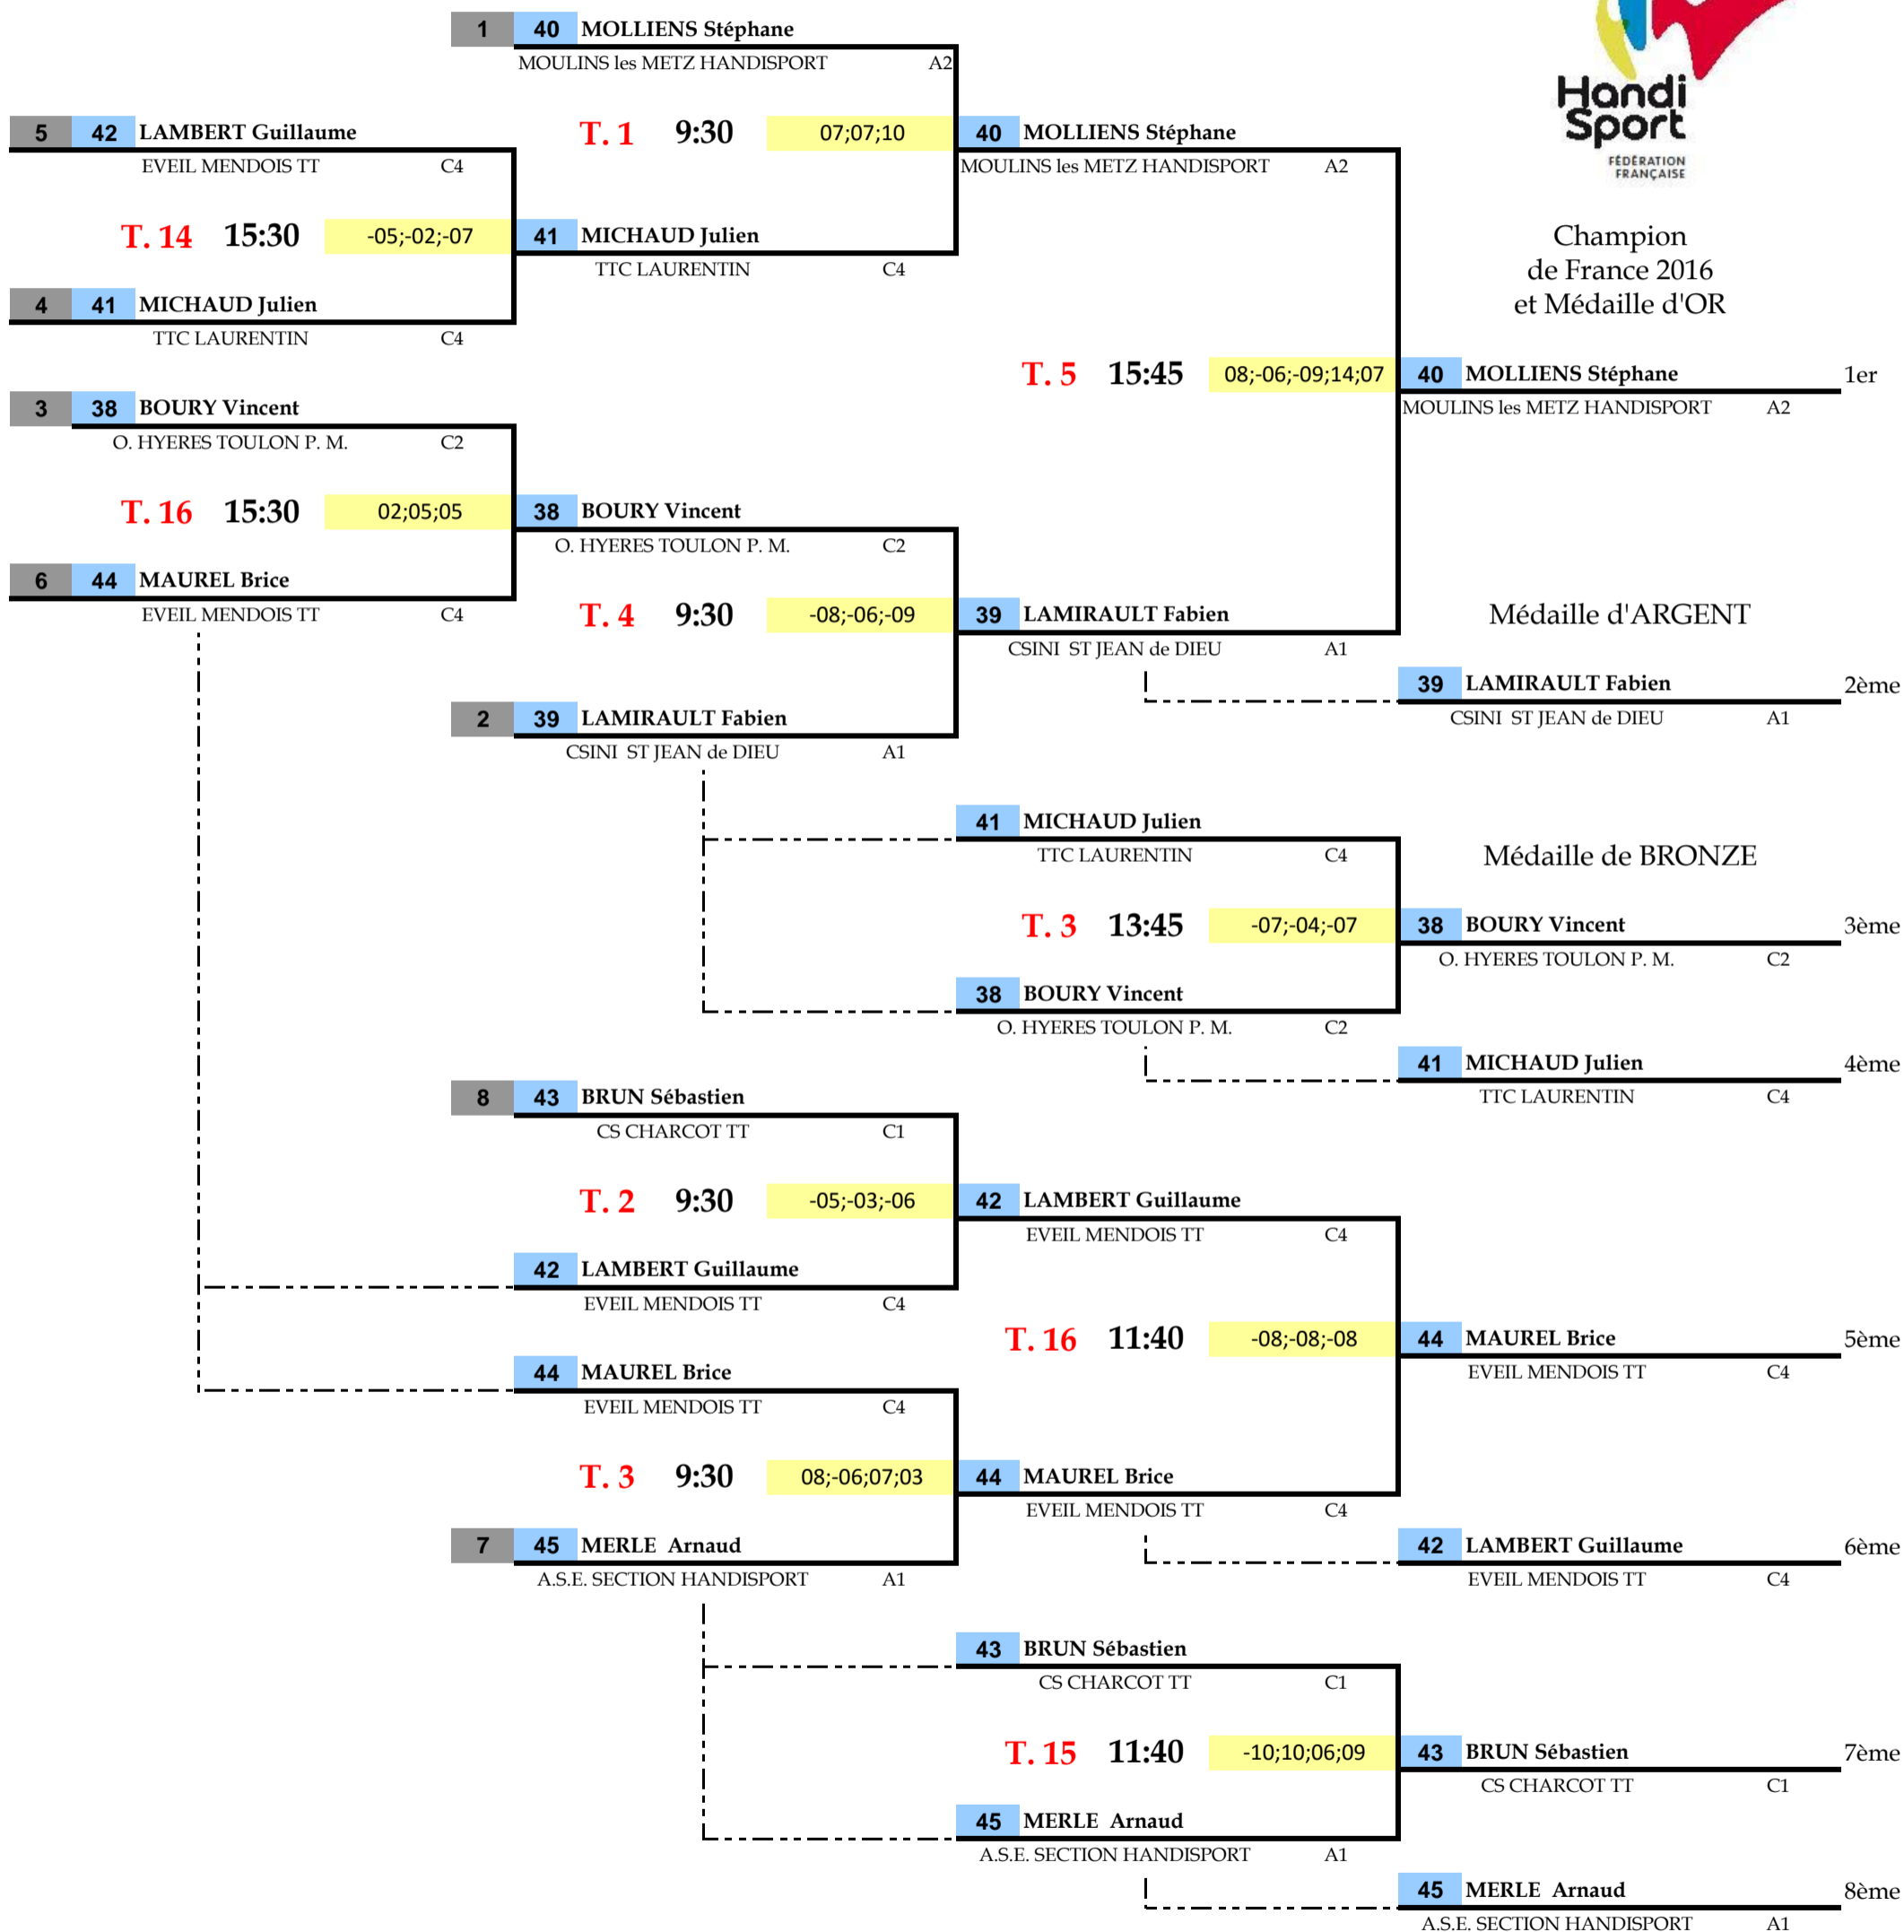 1 40 MOLLIENS Stéphane
MOULINS les METZ HANDISPORT A2
Handi
Sport
FÉDÉRATION
FRANÇAISE
5 42 LAMBERT Guillaume T. 1 9:30 07;07;10 40 MOLLIENS Stéphane
EVEIL MENDOIS TT C4 MOULINS les METZ HANDISPORT A2
T. 14 15:30 -05;-02;-07 41 MICHAUD Julien
TTC LAURENTIN C4
Champion
de France 2016
et Médaille d'OR
4 41 MICHAUD Julien
TTC LAURENTIN C4
T. 5 15:45 08;-06;-09;14;07 40 MOLLIENS Stéphane 1er
MOULINS les METZ HANDISPORT A2
3 38 BOURY Vincent
O. HYERES TOULON P. M. C2
T. 16 15:30 02;05;05 38 BOURY Vincent
O. HYERES TOULON P. M. C2
6 44 MAUREL Brice
EVEIL MENDOIS TT C4
T. 4 9:30 -08;-06;-09 39 LAMIRAULT Fabien
CSINI ST JEAN de DIEU A1
Médaille d'ARGENT
39 LAMIRAULT Fabien 2ème
CSINI ST JEAN de DIEU A1
2 39 LAMIRAULT Fabien
CSINI ST JEAN de DIEU A1
41 MICHAUD Julien
TTC LAURENTIN C4
Médaille de BRONZE
T. 3 13:45 -07;-04;-07 38 BOURY Vincent 3ème
O. HYERES TOULON P. M. C2
38 BOURY Vincent
O. HYERES TOULON P. M. C2
41 MICHAUD Julien 4ème
TTC LAURENTIN C4
8 43 BRUN Sébastien
CS CHARCOT TT C1
T. 2 9:30 -05;-03;-06 42 LAMBERT Guillaume
EVEIL MENDOIS TT C4
42 LAMBERT Guillaume
EVEIL MENDOIS TT C4
T. 16 11:40 -08;-08;-08 44 MAUREL Brice 5ème
EVEIL MENDOIS TT C4
44 MAUREL Brice
EVEIL MENDOIS TT C4
T. 3 9:30 08;-06;07;03 44 MAUREL Brice
EVEIL MENDOIS TT C4
7 45 MERLE Arnaud
A.S.E. SECTION HANDISPORT A1
42 LAMBERT Guillaume 6ème
EVEIL MENDOIS TT C4
43 BRUN Sébastien
CS CHARCOT TT C1
T. 15 11:40 -10;10;06;09 43 BRUN Sébastien 7ème
CS CHARCOT TT C1
45 MERLE Arnaud
A.S.E. SECTION HANDISPORT A1
45 MERLE Arnaud 8ème
A.S.E. SECTION HANDISPORT A1